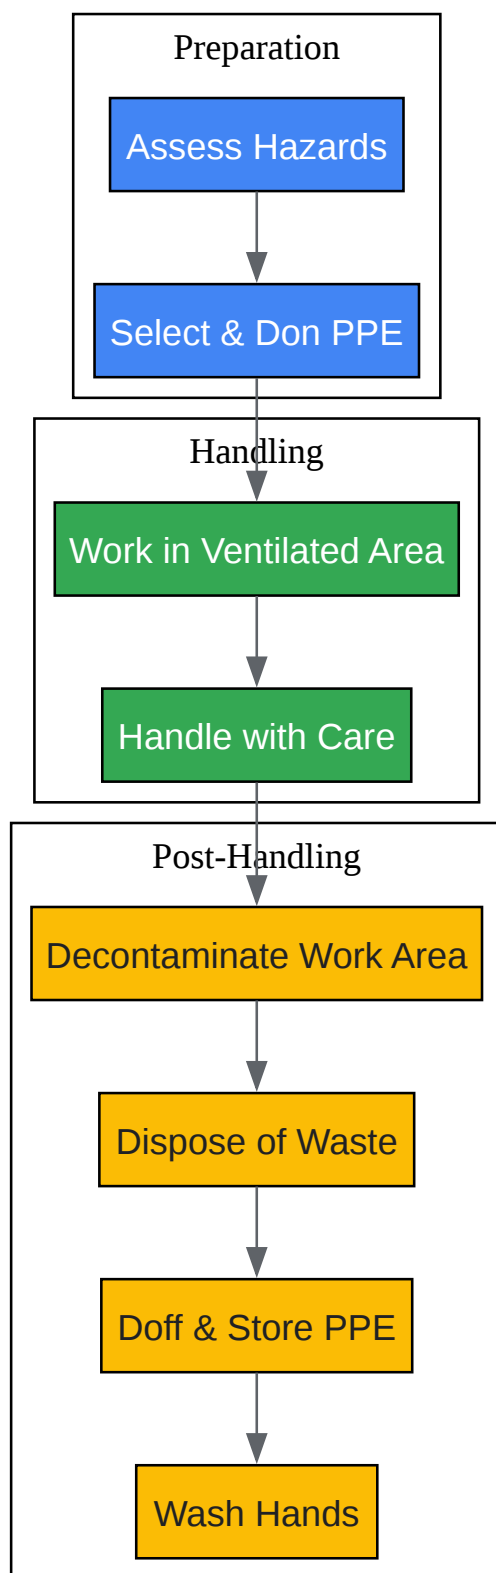 Preparation
Assess Hazards
Select & Don PPE
Handling
Work in Ventilated Area
Handle with Care
Post-Handling
Decontaminate Work Area
Dispose of Waste
Doff & Store PPE
Wash Hands